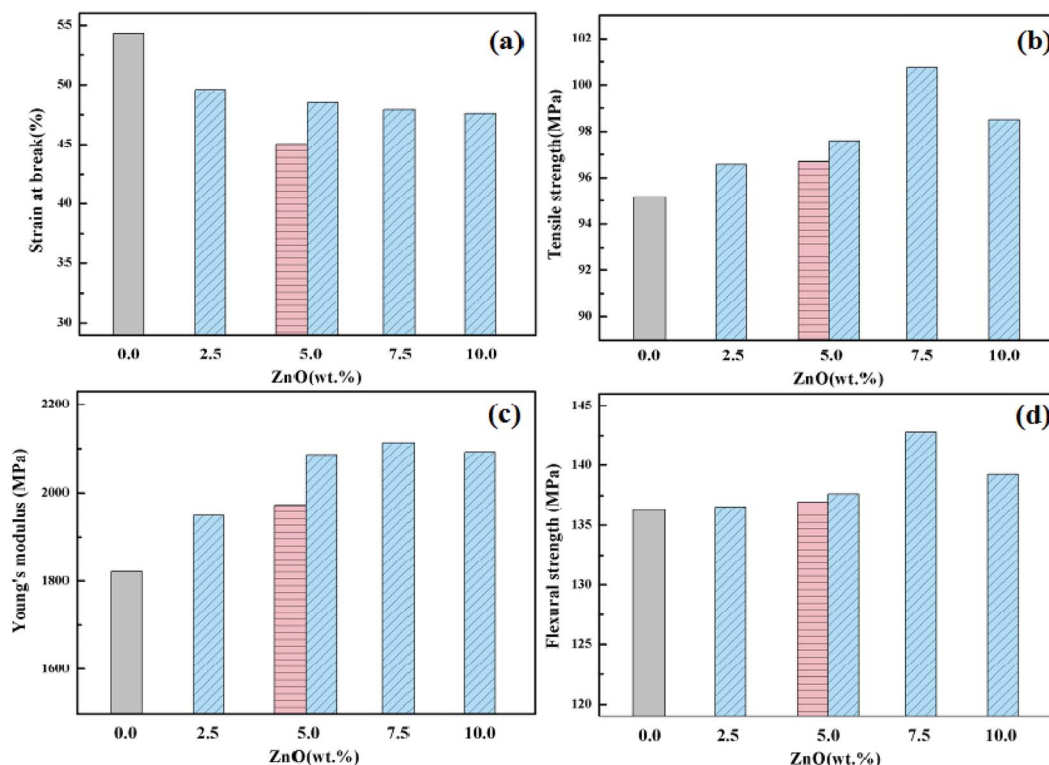 (a)
Strain at break(%)
55
50
45
40
35
30
0.0 2.5 5.0 7.5 10.0
ZnO(wt.%)
(b)
Tensile strength(MPa)
102
100
98
96
94
92
90
0.0 2.5 5.0 7.5 10.0
ZnO(wt.%)
(c)
Young's modulus (MPa)
2200
2000
1800
1600
0.0 2.5 5.0 7.5 10.0
ZnO(wt.%)
(d)
Flexural strength (MPa)
145
140
135
130
125
120
0.0 2.5 5.0 7.5 10.0
ZnO(wt.%)